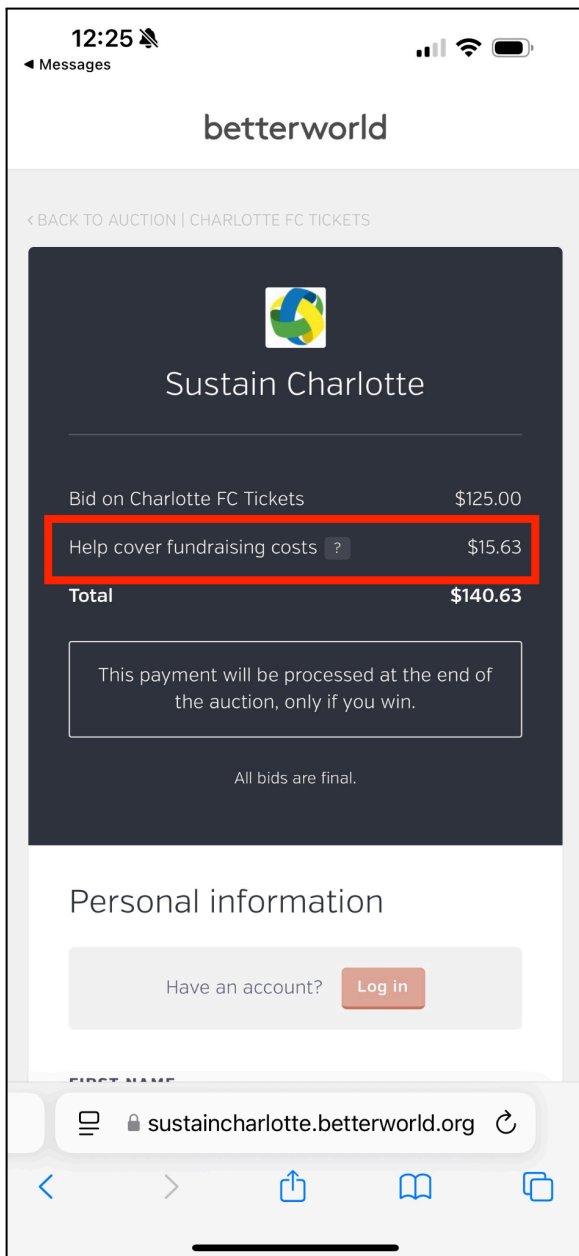 12:25
◀ Messages
betterworld
< BACK TO AUCTION | CHARLOTTE FC TICKETS
Sustain Charlotte
Bid on Charlotte FC Tickets $125.00
Help cover fundraising costs ? $15.63
Total $140.63
This payment will be processed at the end of
the auction, only if you win.
All bids are final.
Personal information
Have an account? Log in
FIRST NAME
sustaincharlotte.betterworld.org